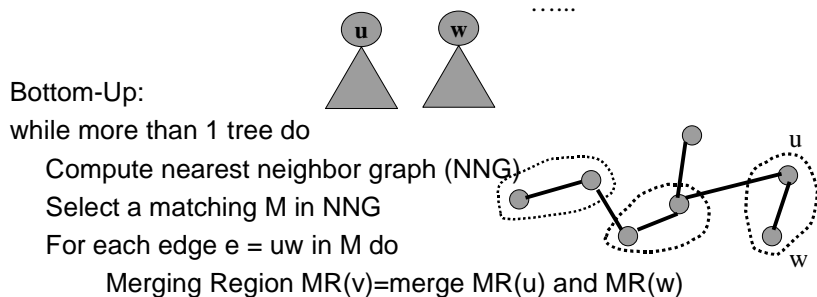 ......
u w
Bottom-Up:
while more than 1 tree do
Compute nearest neighbor graph (NNG)
Select a matching M in NNG
For each edge e = uw in M do
Merging Region MR(v)=merge MR(u) and MR(w)
u
w